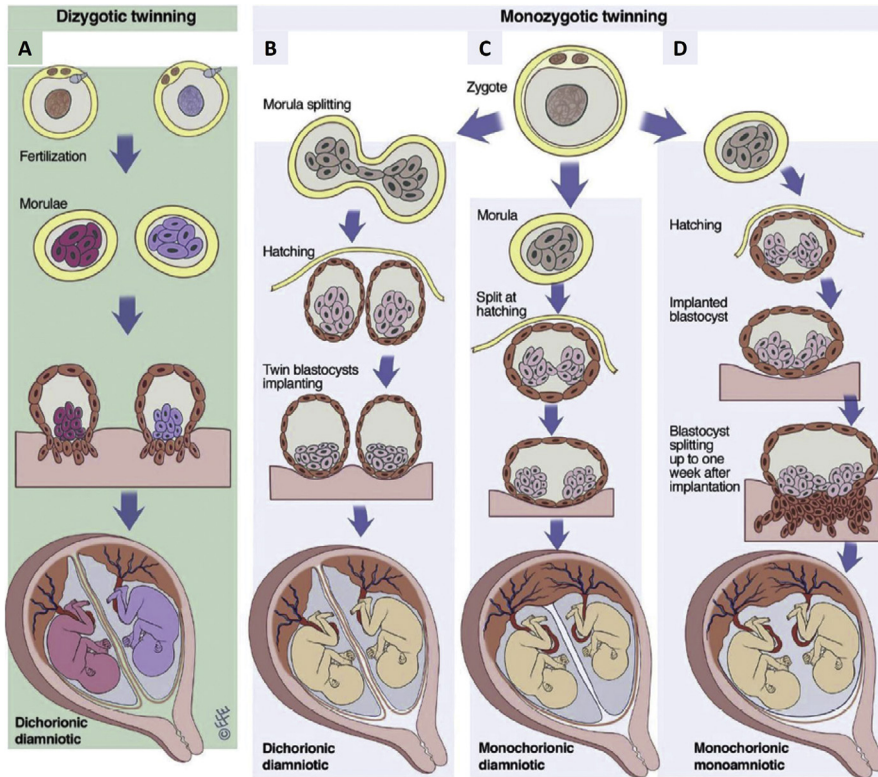 Dizygotic twinning
Monozygotic twinning
A
B
C
D
Fertilization
Morulae
Dichorionic
diamniotic
©EFE
Morula splitting
Hatching
Twin blastocysts
implanting
Dichorionic
diamniotic
Zygote
Morula
Split at
hatching
Monochorionic
diamniotic
Hatching
Implanted
blastocyst
Blastocyst
splitting
up to one
week after
implantation
Monochorionic
monoamniotic